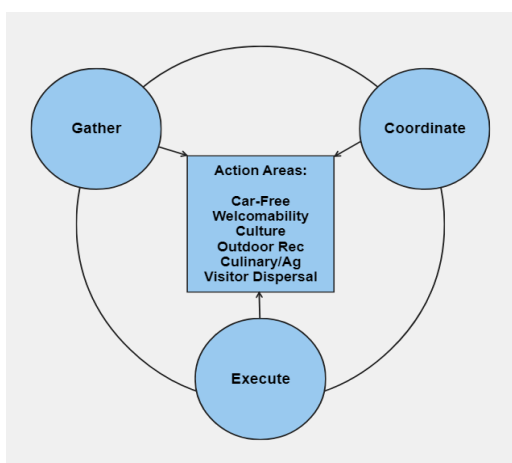 Gather
Coordinate
Action Areas:
Car-Free
Welcomability
Culture
Outdoor Rec
Culinary/Ag
Visitor Dispersal
Execute